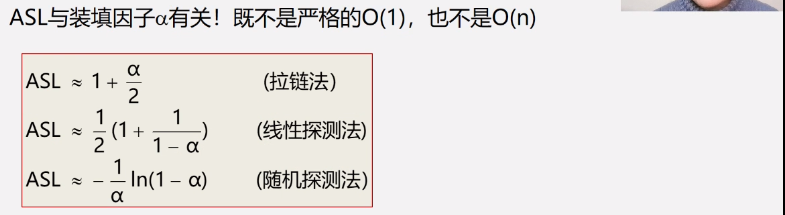 ASL与装填因子α有关！既不是严格的O(1)，也不是O(n)
ASL ≈ 1 + α/2 (拉链法)
ASL ≈ 1/2 (1 + 1/(1 − α)) (线性探测法)
ASL ≈ − 1/α ln(1 − α) (随机探测法)